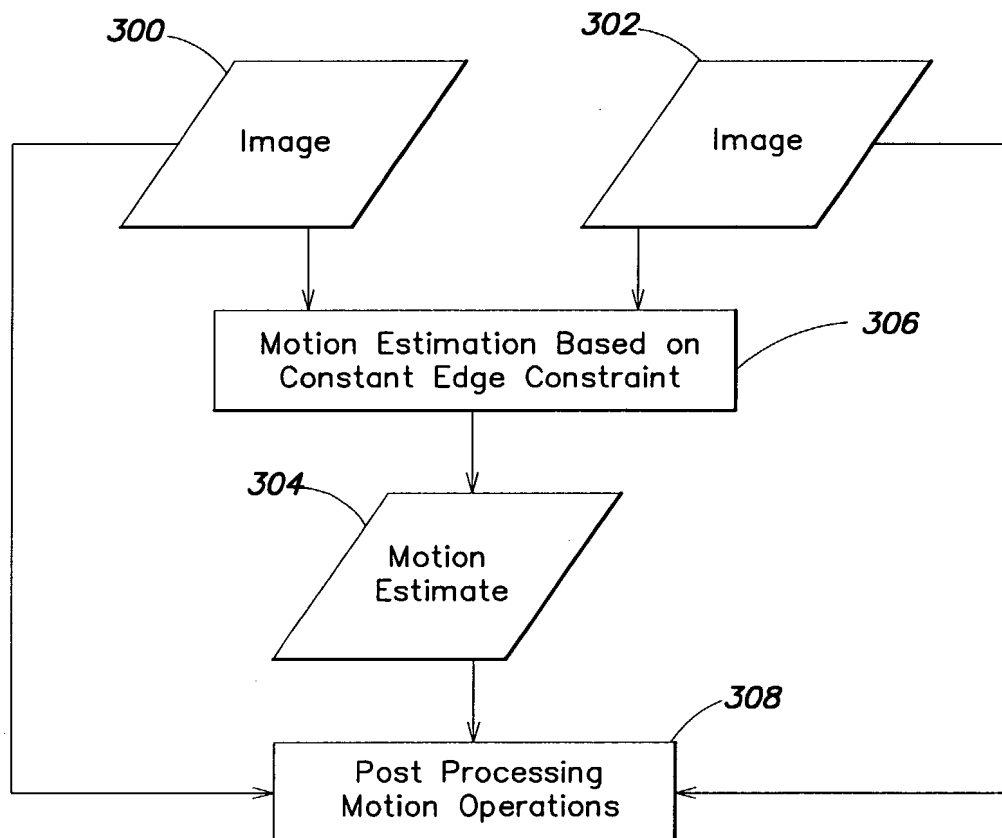 300
302
Image
Image
306
Motion Estimation Based on
Constant Edge Constraint
304
Motion
Estimate
308
Post Processing
Motion Operations